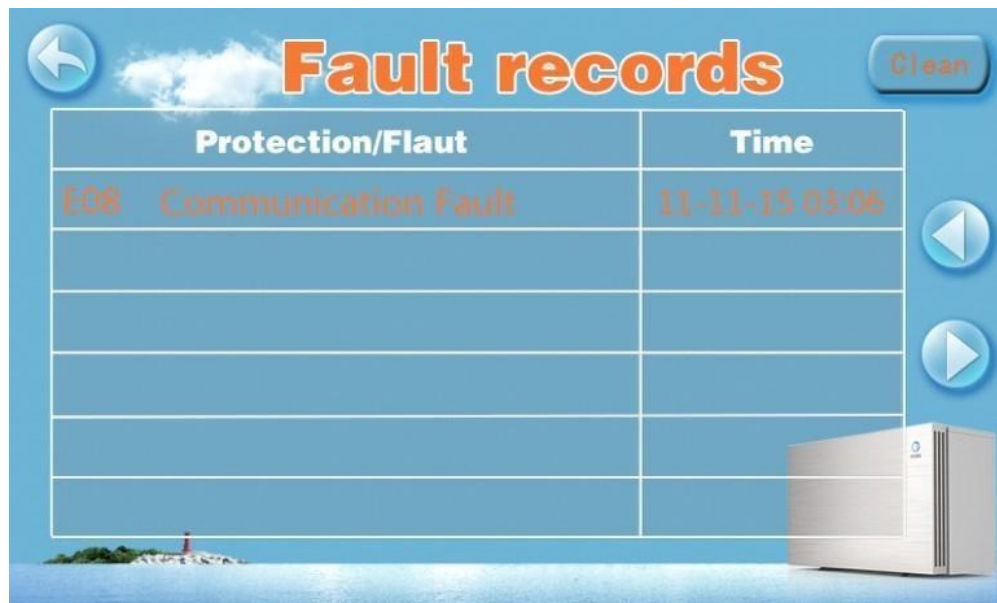 Fault records
Clean
Protection/Flaut Time
E08 Communication Fault 11-11-15 03:06